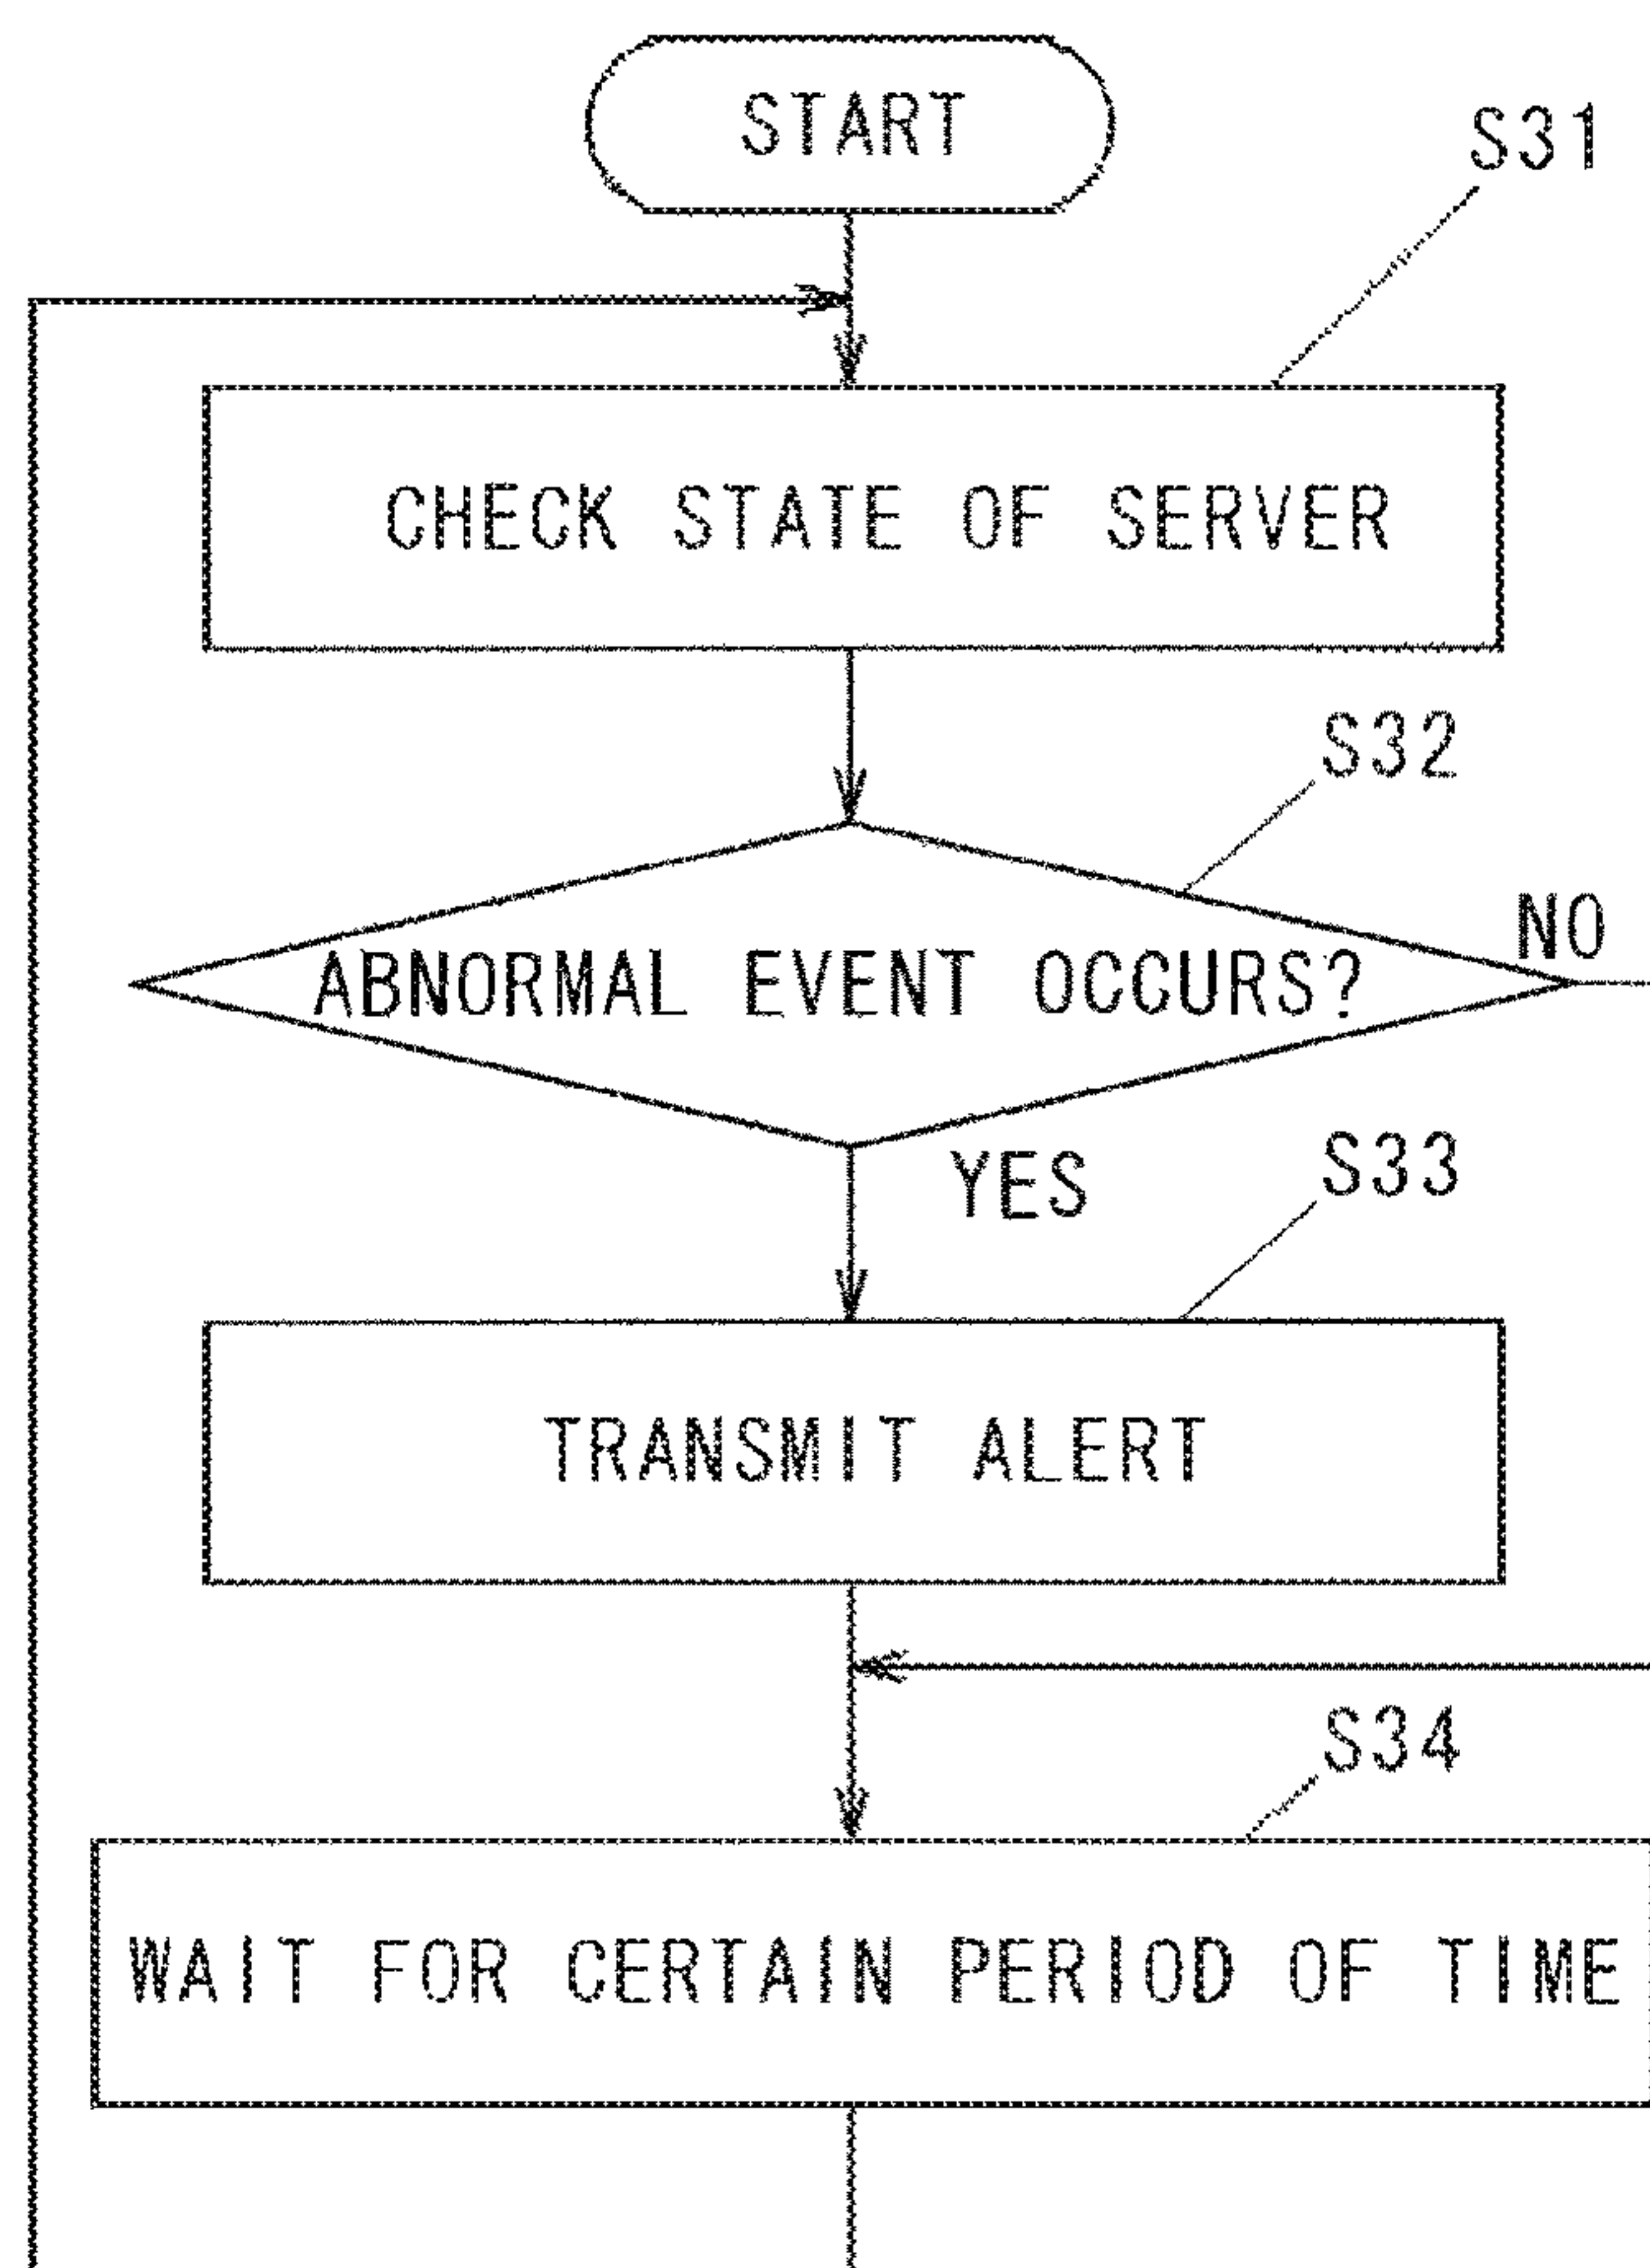 START
S31
CHECK STATE OF SERVER
S32
ABNORMAL EVENT OCCURS?
NO
YES
S33
TRANSMIT ALERT
S34
WAIT FOR CERTAIN PERIOD OF TIME